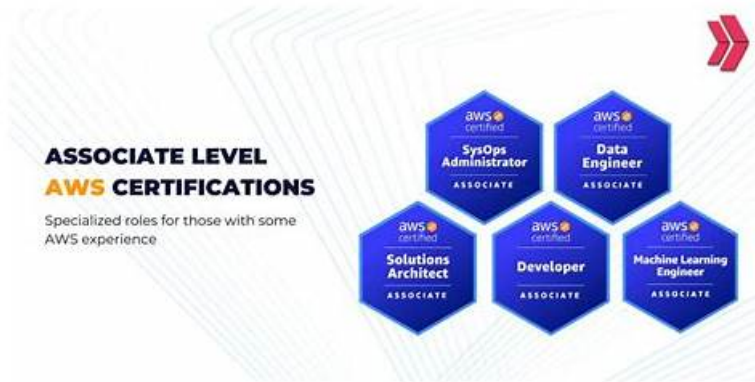 ASSOCIATE LEVEL
AWS CERTIFICATIONS
Specialized roles for those with some
AWS experience
aws
certified
SysOps
Administrator
ASSOCIATE
aws
certified
Data
Engineer
ASSOCIATE
aws
certified
Solutions
Architect
ASSOCIATE
aws
certified
Developer
ASSOCIATE
aws
certified
Machine Learning
Engineer
ASSOCIATE